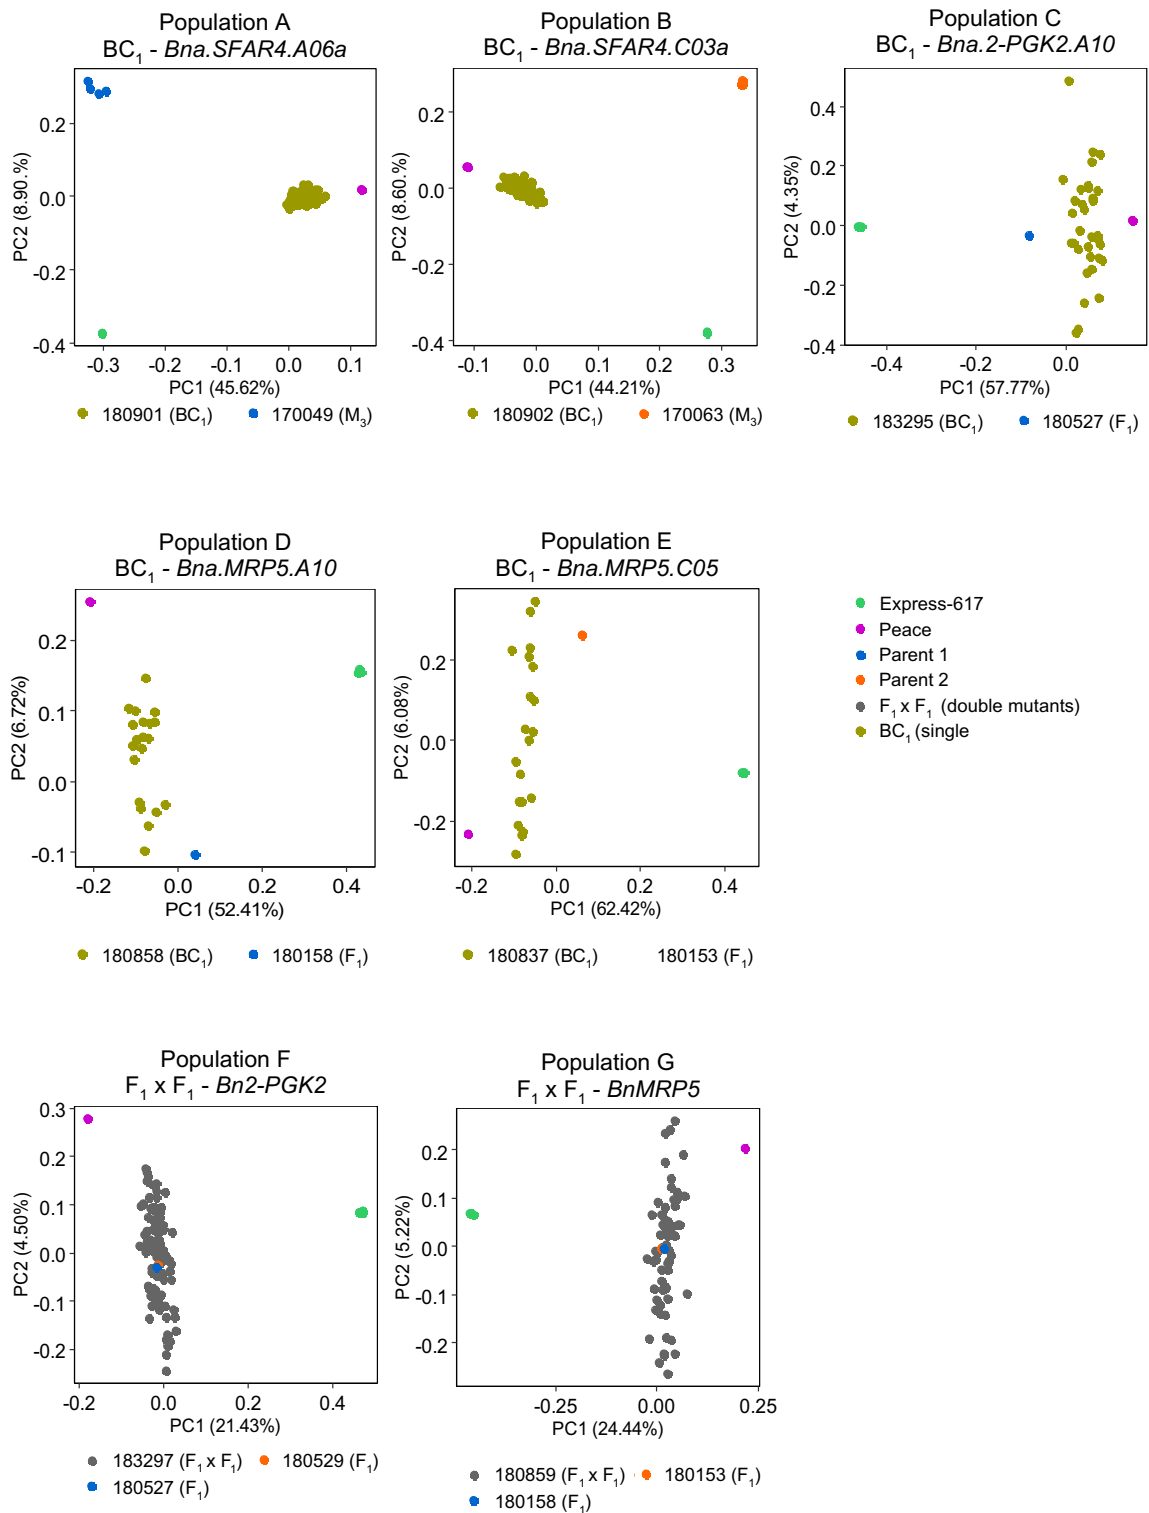 Population A
BC1 - Bna.SFAR4.A06a
PC2 (8.90.%)
0.2
0.0
-0.2
-0.4
-0.3
-0.2
-0.1
0.0
0.1
PC1 (45.62%)
180901 (BC1)
170049 (M3)
Population B
BC1 - Bna.SFAR4.C03a
PC2 (8.60.%)
0.2
0.0
-0.2
-0.4
-0.1
0.0
0.1
0.2
0.3
PC1 (44.21%)
180902 (BC1)
170063 (M3)
Population C
BC1 - Bna.2-PGK2.A10
PC2 (4.35%)
0.4
0.2
0.0
-0.2
-0.4
-0.4
-0.2
0.0
PC1 (57.77%)
183295 (BC1)
180527 (F1)
Population D
BC1 - Bna.MRP5.A10
PC2 (6.72%)
0.2
0.1
0.0
-0.1
-0.2
0.0
0.2
0.4
PC1 (52.41%)
180858 (BC1)
180158 (F1)
Population E
BC1 - Bna.MRP5.C05
PC2 (6.08%)
0.2
0.0
-0.2
-0.2
0.0
0.2
0.4
PC1 (62.42%)
180837 (BC1)
180153 (F1)
Express-617
Peace
Parent 1
Parent 2
F1 x F1 (double mutants)
BC1 (single
Population F
F1 x F1 - Bn2-PGK2
PC2 (4.50%)
0.3
0.2
0.1
0.0
-0.1
-0.2
-0.2
0.0
0.2
0.4
PC1 (21.43%)
183297 (F1 x F1)
180529 (F1)
180527 (F1)
Population G
F1 x F1 - BnMRP5
PC2 (5.22%)
0.2
0.1
0.0
-0.1
-0.2
-0.25
0.00
0.25
PC1 (24.44%)
180859 (F1 x F1)
180153 (F1)
180158 (F1)